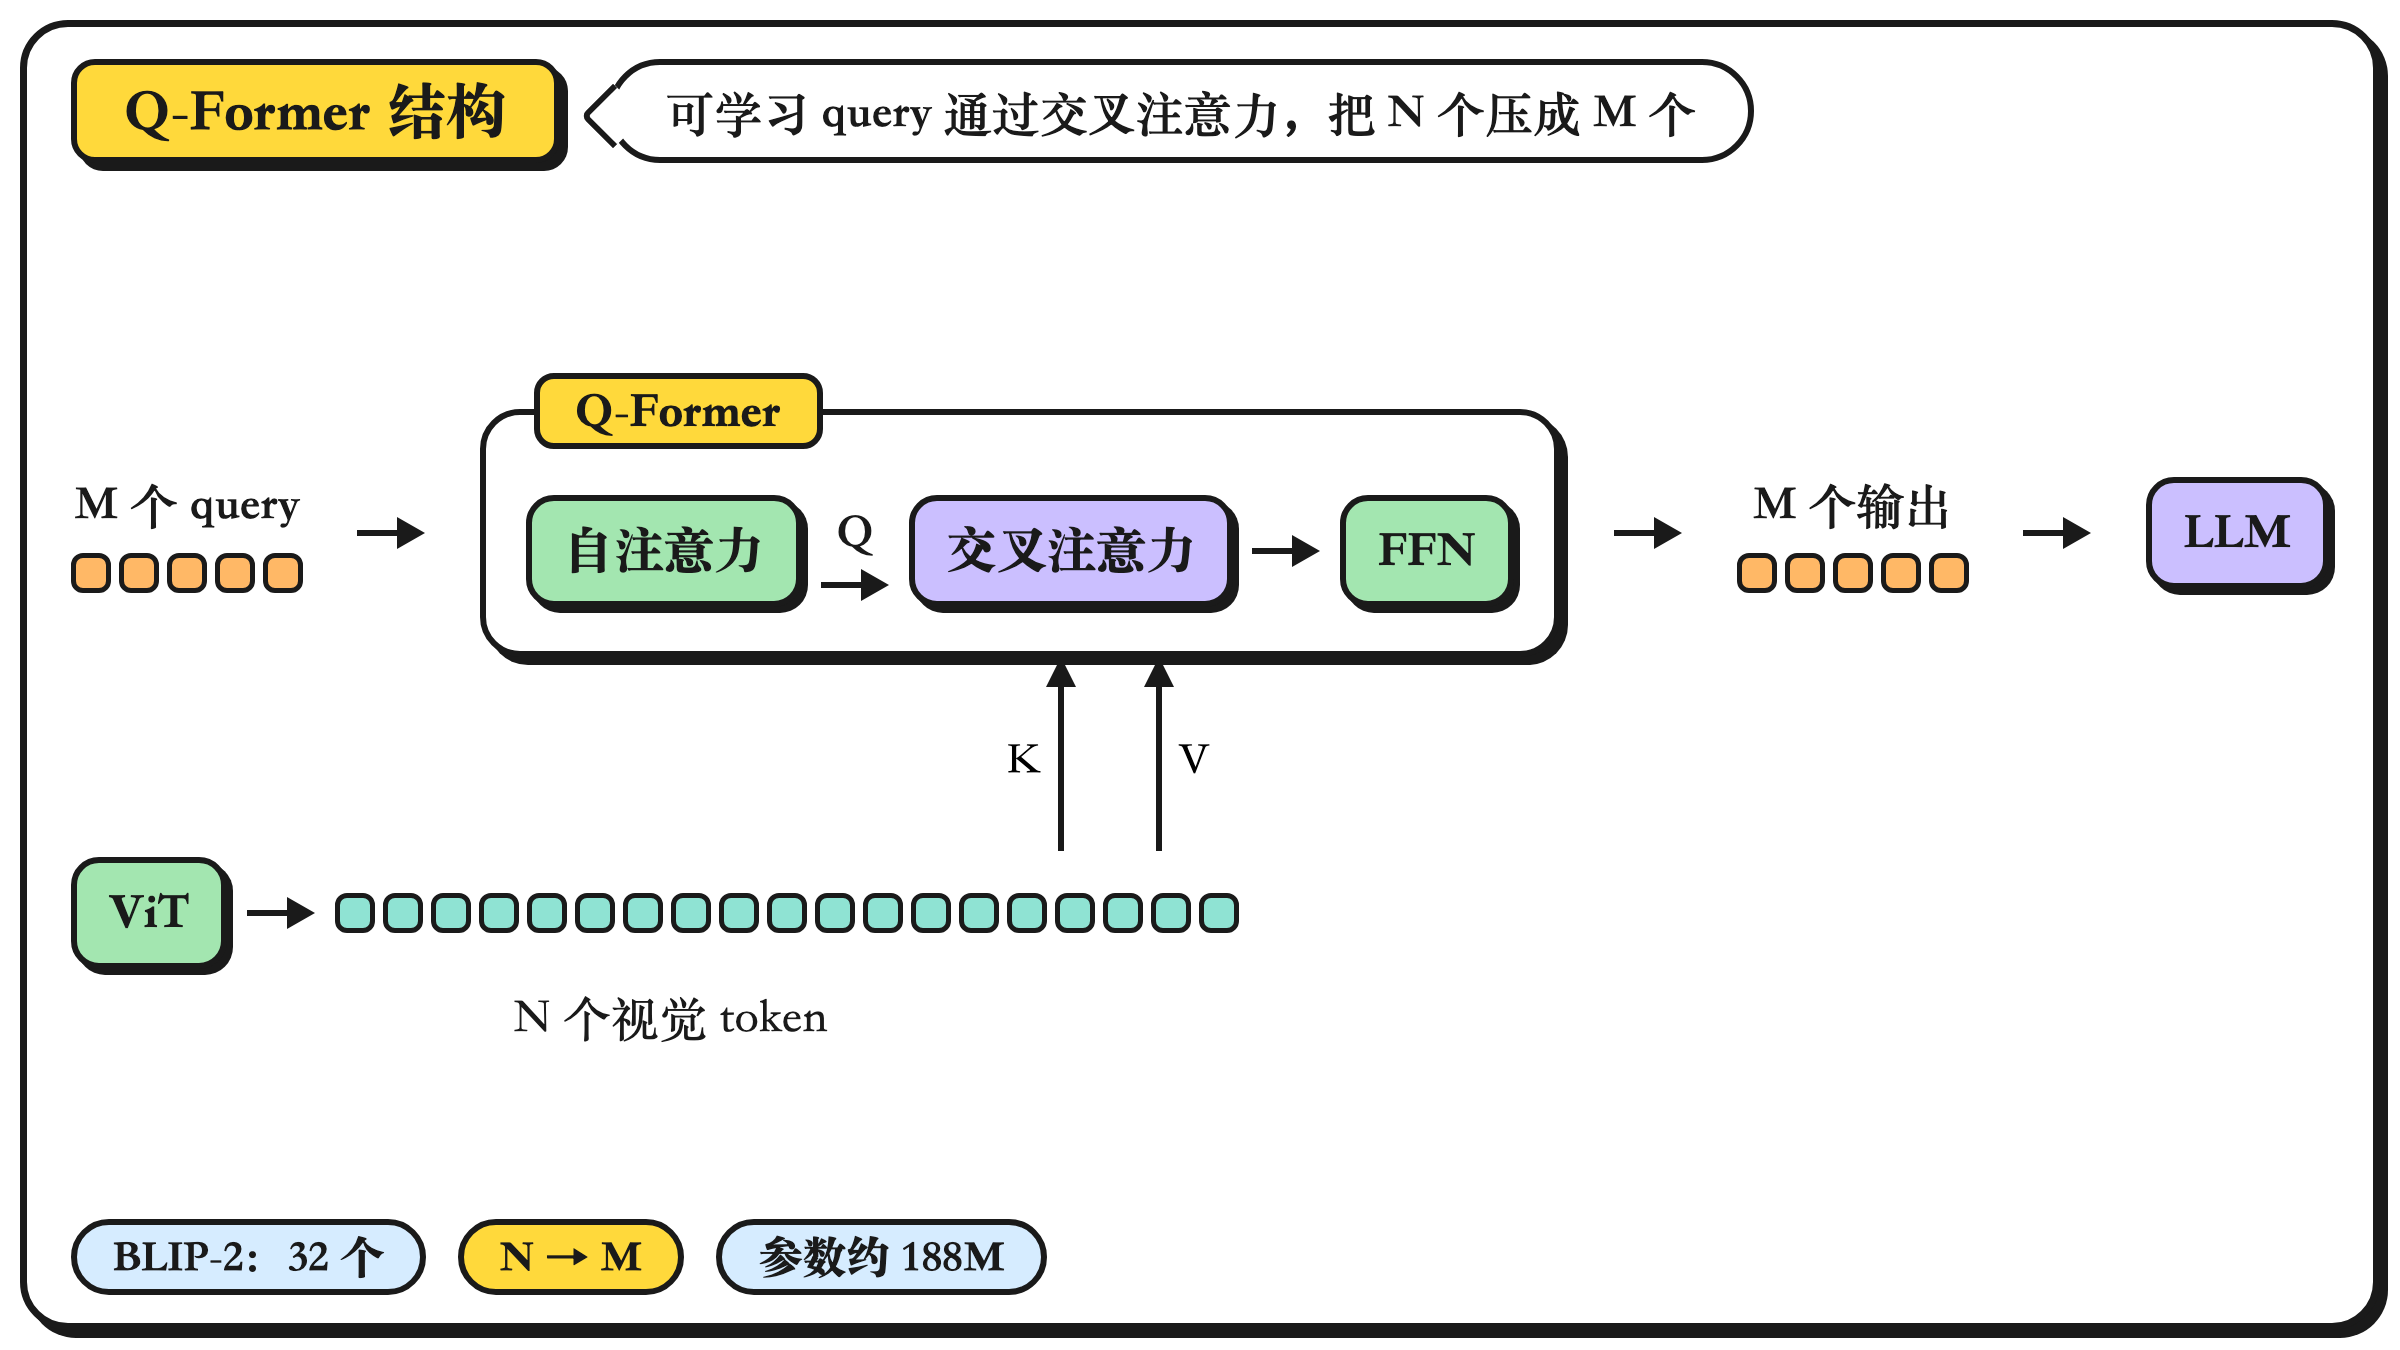 Q-Former 结构
可学习 query 通过交叉注意力，把 N 个压成 M 个
Q-Former
M 个 query
自注意力
Q
交叉注意力
FFN
M 个输出
LLM
K
V
ViT
N 个视觉 token
BLIP-2：32 个
N → M
参数约 188M